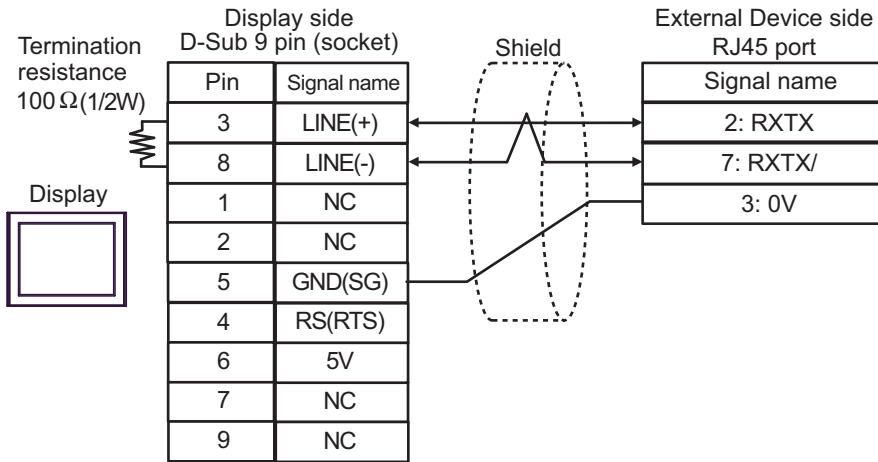 Display side
D-Sub 9 pin (socket)
External Device side
RJ45 port
Termination
resistance
100 Ω(1/2W)
Shield
Display
Pin Signal name
3 LINE(+)
8 LINE(-)
1 NC
2 NC
5 GND(SG)
4 RS(RTS)
6 5V
7 NC
9 NC
Signal name
2: RXTX
7: RXTX/
3: 0V